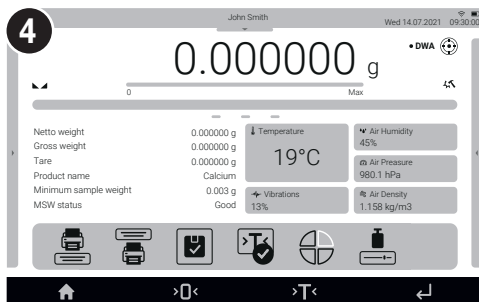 4
John Smith
Wed 14.07.2021 09:30:00
0.000000 g
• DWA
0 Max
Netto weight 0.000000 g
Gross weight 0.000000 g
Tare 0.000000 g
Product name Calcium
Minimum sample weight 0.003 g
MSW status Good
Temperature
19°C
Vibrations
13%
Air Humidity
45%
Air Preasure
980.1 hPa
Air Density
1.158 kg/m3
>T<
>0< >T<